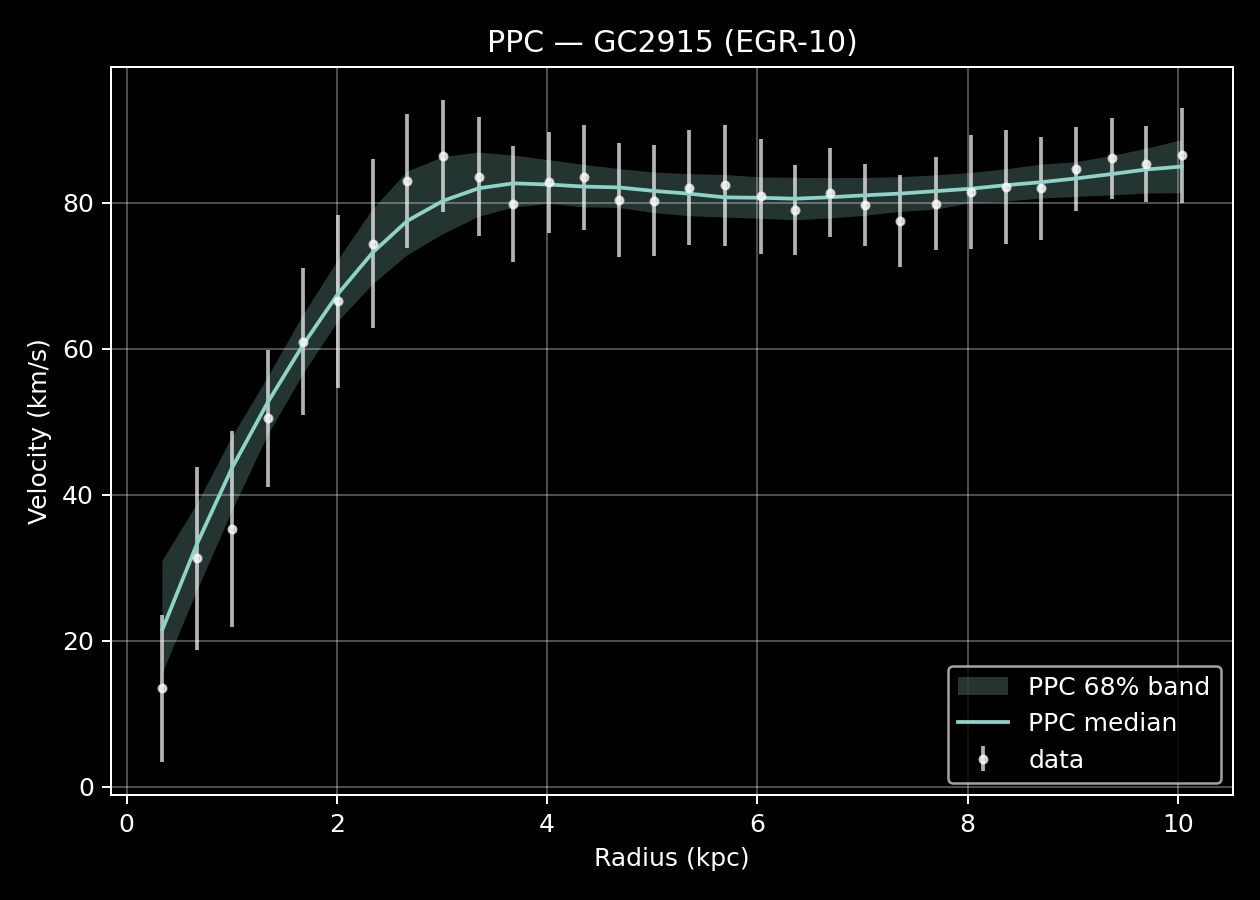 PPC — GC2915 (EGR-10)
Velocity (km/s)
80
60
40
20
0
0 2 4 6 8 10
Radius (kpc)
PPC 68% band
PPC median
data